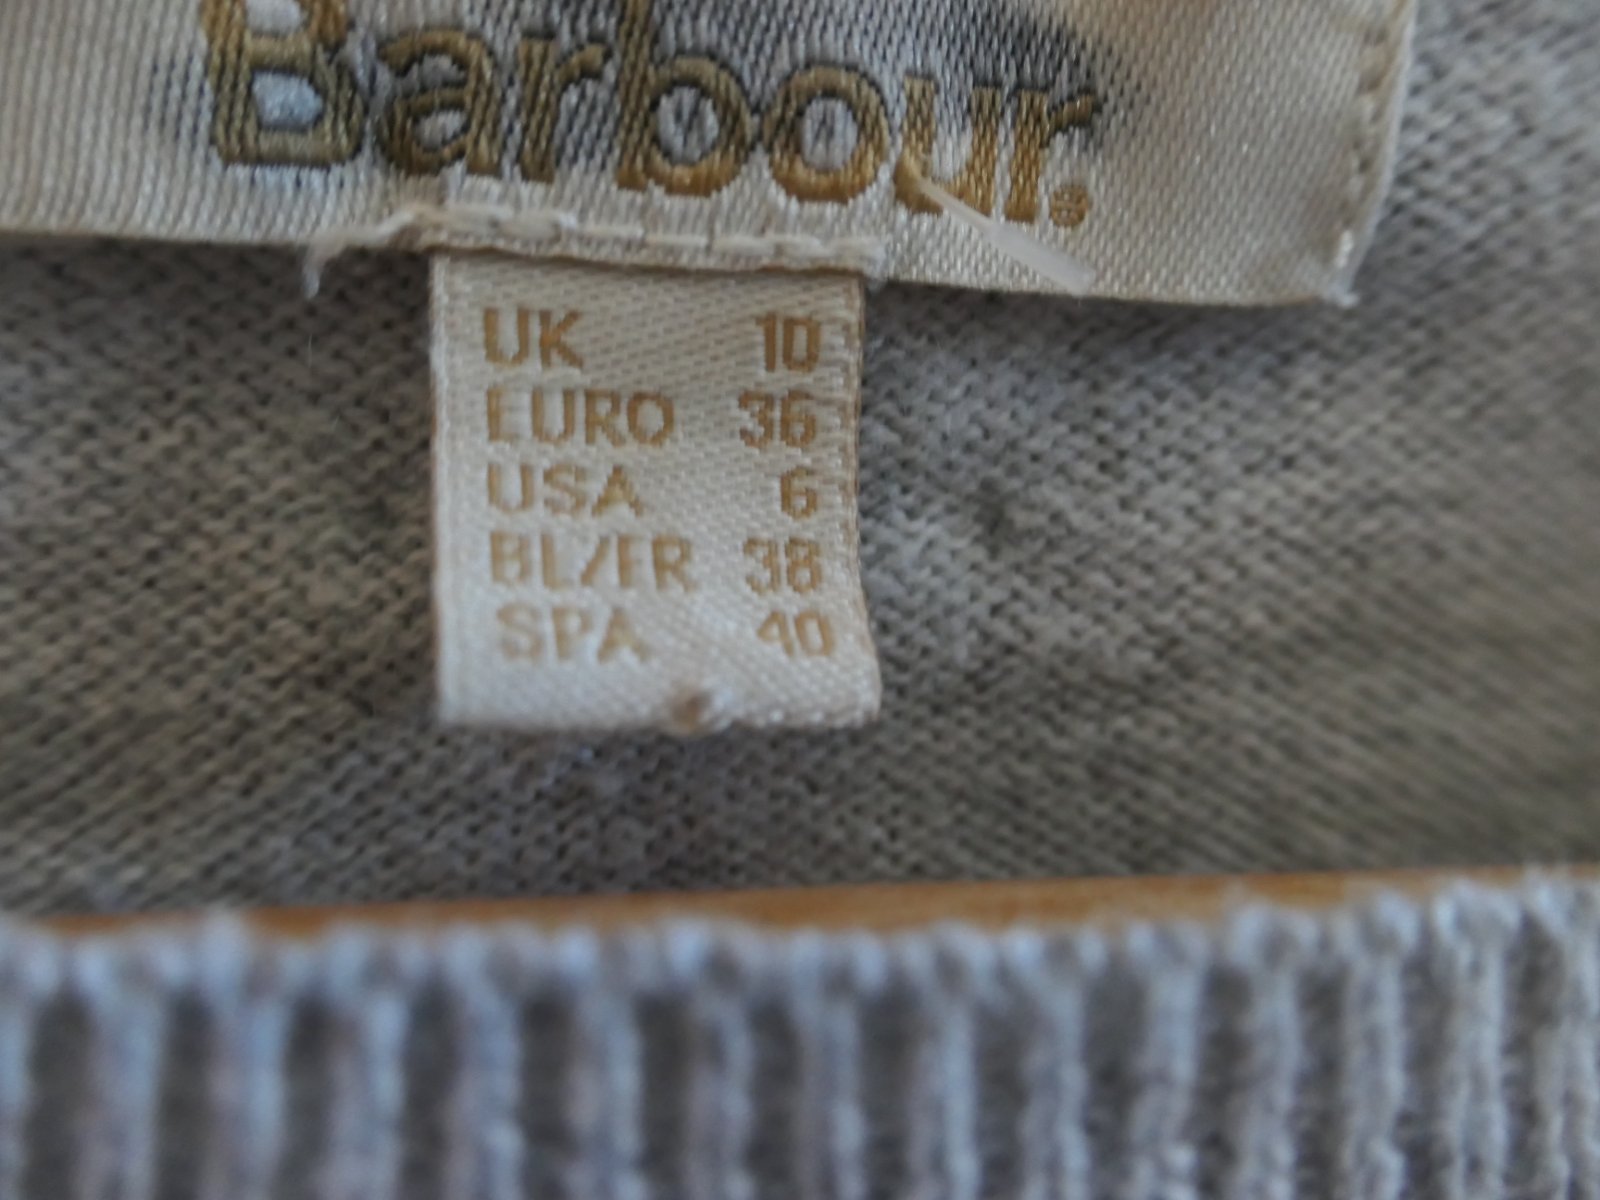 Barbour®
UK 10
EURO 36
USA 6
BL/FR 38
SPA 40